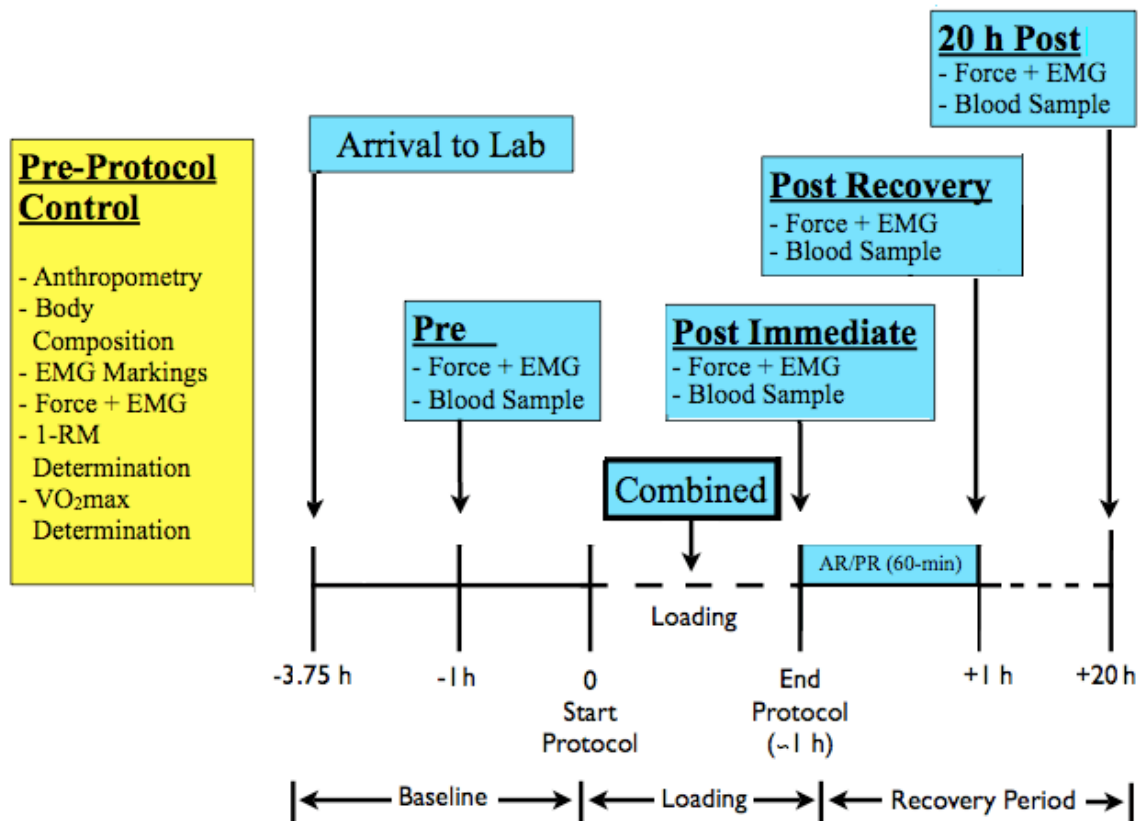 Pre-Protocol
Control
- Anthropometry
- Body
Composition
- EMG Markings
- Force + EMG
- 1-RM
Determination
- VO₂max
Determination
Arrival to Lab
Pre
- Force + EMG
- Blood Sample
Combined
Post Immediate
- Force + EMG
- Blood Sample
Post Recovery
- Force + EMG
- Blood Sample
20 h Post
- Force + EMG
- Blood Sample
AR/PR (60-min)
Loading
-3.75 h
-1 h
0
Start
Protocol
End
Protocol
(~1 h)
+1 h
+20 h
Baseline
Loading
Recovery Period